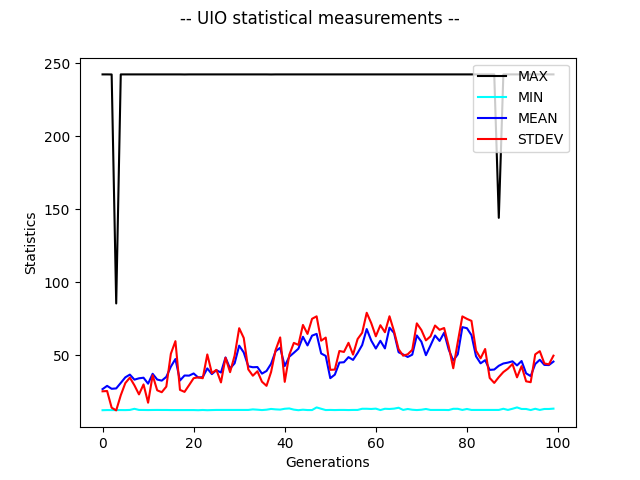 -- UIO statistical measurements --
250
200
150
100
50
Statistics
MAX
MIN
MEAN
STDEV
0 20 40 60 80 100
Generations